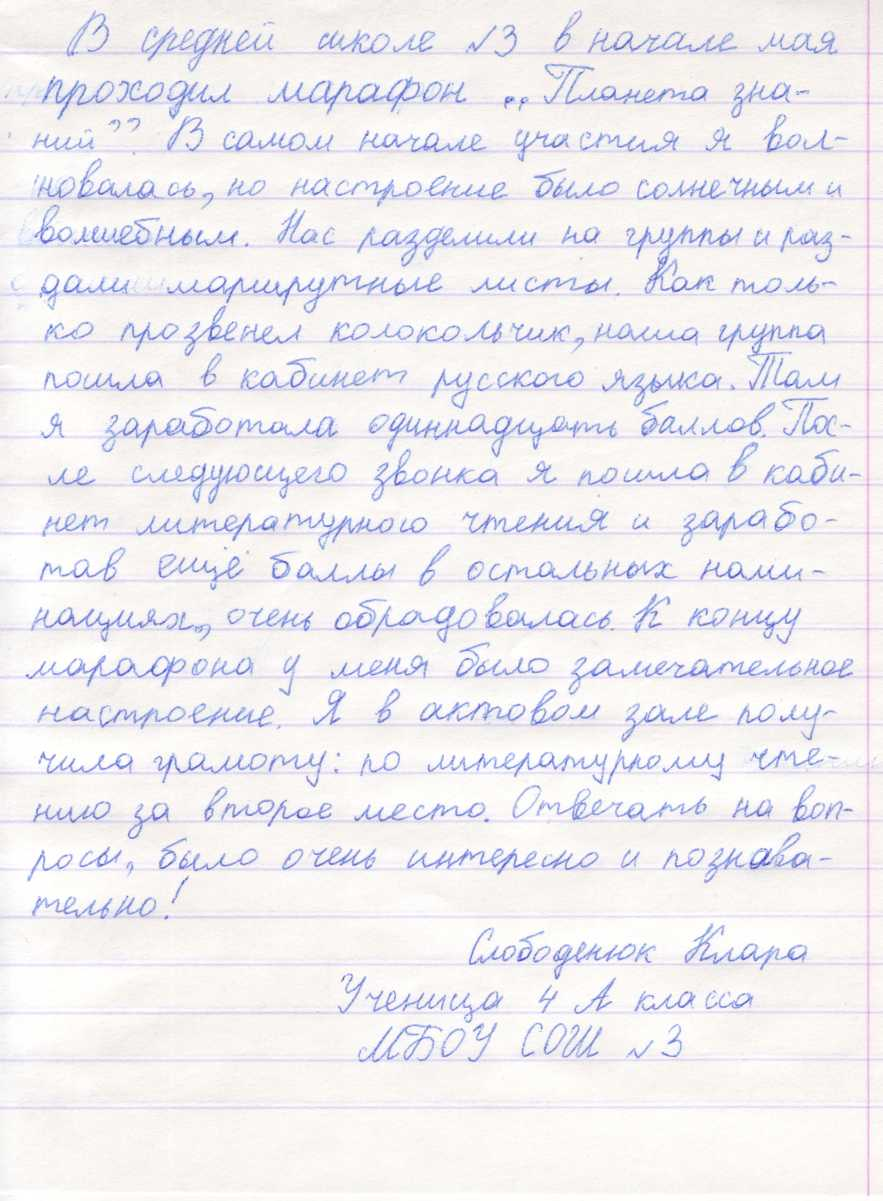 В средней школе №3 в начале мая
проходил марафон „Планета зна-
ний”. В самом начале участия я вол-
новалась, но настроение было солнечным и
волшебным. Нас разделили на группы и раз-
дали маршрутные листы. Как толь-
ко прозвенел колокольчик, наша группа
пошла в кабинет русского языка. Там
я заработала одиннадцать баллов. Пос-
ле следующего звонка я пошла в каби-
нет литературного чтения и зарабо-
тав ещё баллы в остальных нами-
нациях, очень обрадовалась. К концу
марафона у меня было замечательное
настроение. Я в актовом зале полу-
чила грамоту: по литературному чте-
нию за второе место. Отвечать на воп-
росы, было очень интересно и познава-
тельно!
Слободенюк Клара
Ученица 4 А класса
МБОУ СОШ №3